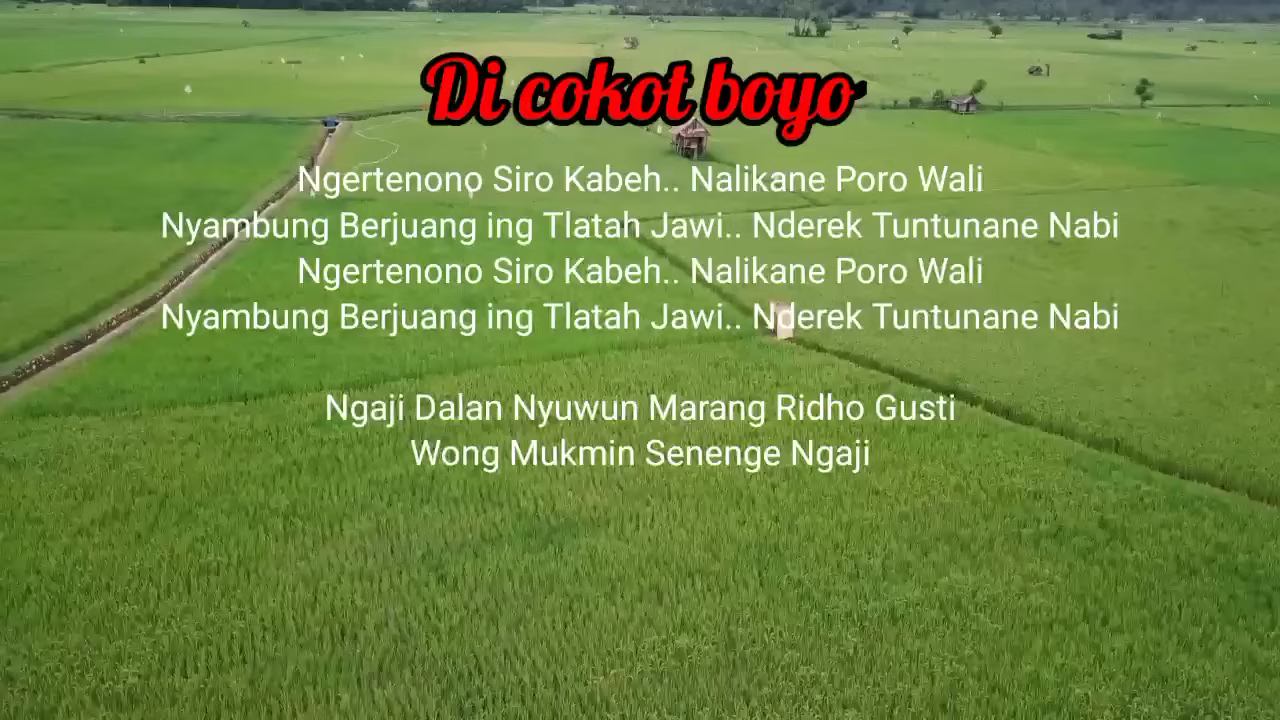 Di cokot boyo
Ngertenono Siro Kabeh.. Nalikane Poro Wali
Nyambung Berjuang ing Tlatah Jawi.. Nderek Tuntunane Nabi
Ngertenono Siro Kabeh.. Nalikane Poro Wali
Nyambung Berjuang ing Tlatah Jawi.. Nderek Tuntunane Nabi
Ngaji Dalan Nyuwun Marang Ridho Gusti
Wong Mukmin Senenge Ngaji